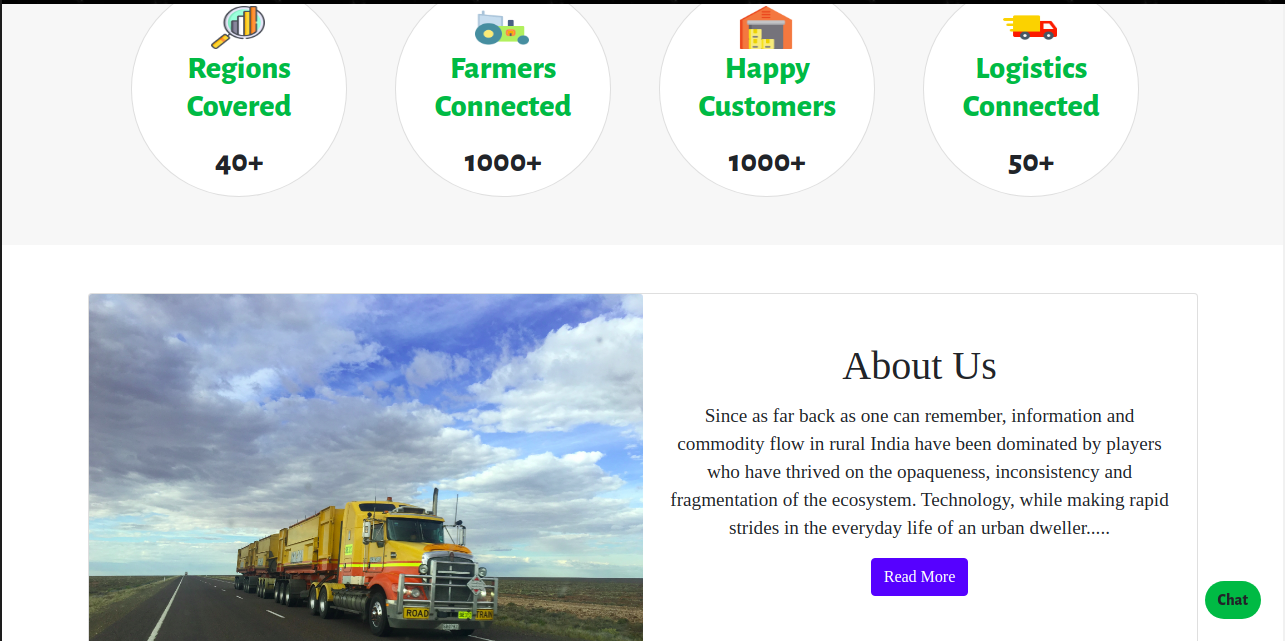 Regions
Covered
40+
Farmers
Connected
1000+
Happy
Customers
1000+
Logistics
Connected
50+
About Us
Since as far back as one can remember, information and
commodity flow in rural India have been dominated by players
who have thrived on the opaqueness, inconsistency and
fragmentation of the ecosystem. Technology, while making rapid
strides in the everyday life of an urban dweller.....
Read More
Chat
ROAD
TRAIN